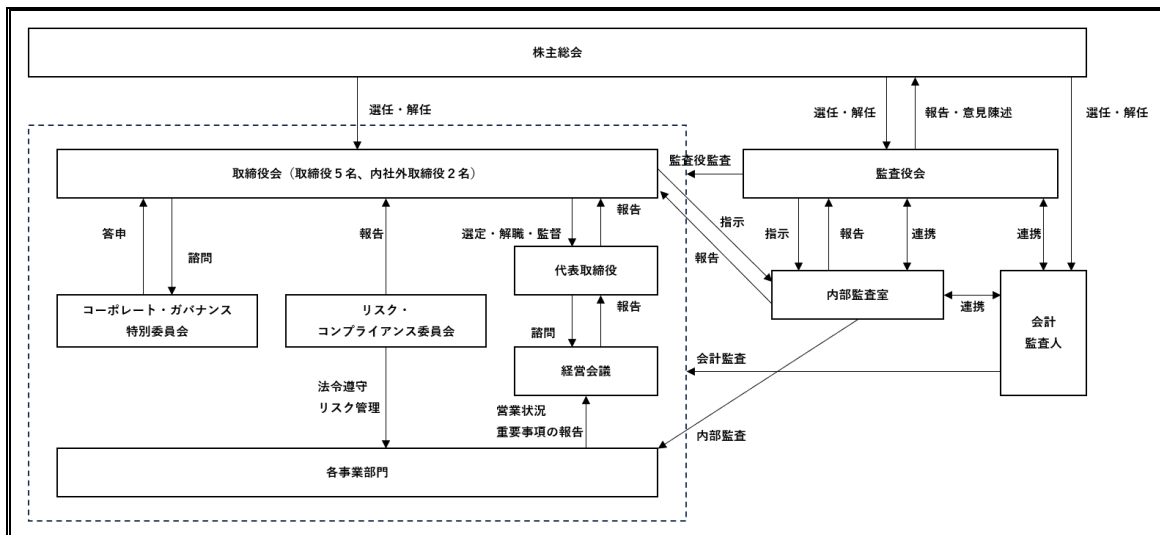 株主総会
選任・解任
選任・解任
報告・意見陳述
選任・解任
取締役会（取締役５名、内社外取締役２名）
監査役監査
監査役会
答申
諮問
報告
選定・解職・監督
報告
指示
報告
指示
報告
連携
連携
代表取締役
内部監査室
連携
会計
監査人
コーポレート・ガバナンス
特別委員会
リスク・
コンプライアンス委員会
諮問
報告
経営会議
会計監査
法令遵守
リスク管理
営業状況
重要事項の報告
内部監査
各事業部門